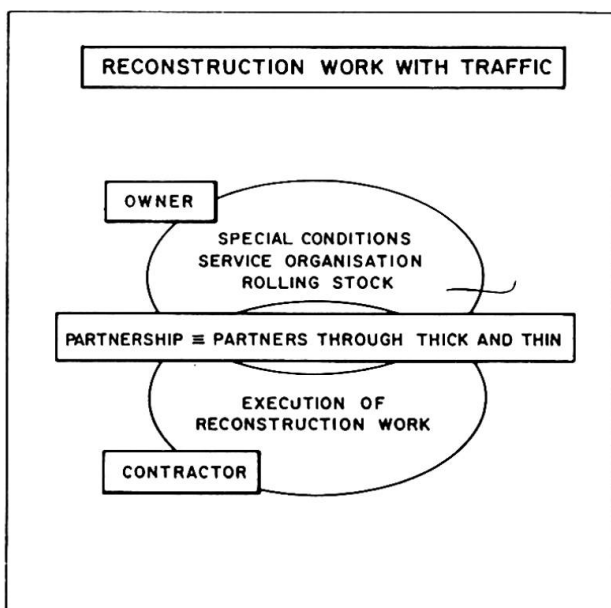 RECONSTRUCTION WORK WITH TRAFFIC
OWNER
SPECIAL CONDITIONS
SERVICE ORGANISATION
ROLLING STOCK
PARTNERSHIP ≡ PARTNERS THROUGH THICK AND THIN
EXECUTION OF
RECONSTRUCTION WORK
CONTRACTOR